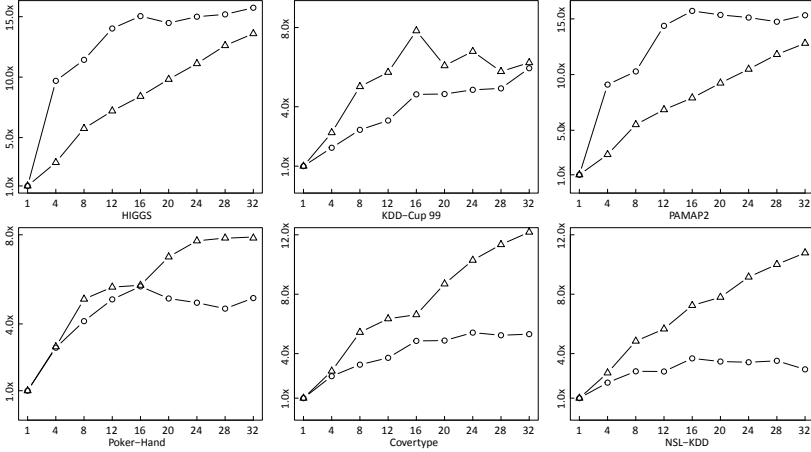 15.0x
10.0x
5.0x
1.0x
1 4 8 12 16 20 24 28 32
HIGGS
8.0x
4.0x
1.0x
1 4 8 12 16 20 24 28 32
KDD-Cup 99
15.0x
10.0x
5.0x
1.0x
1 4 8 12 16 20 24 28 32
PAMAP2
8.0x
4.0x
1.0x
1 4 8 12 16 20 24 28 32
Poker-Hand
12.0x
8.0x
4.0x
1.0x
1 4 8 12 16 20 24 28 32
Covertype
12.0x
8.0x
4.0x
1.0x
1 4 8 12 16 20 24 28 32
NSL-KDD